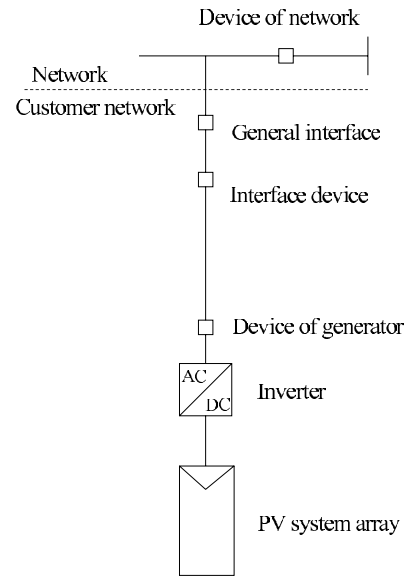 Device of network
Network
Customer network
General interface
Interface device
Device of generator
AC
DC
Inverter
PV system array